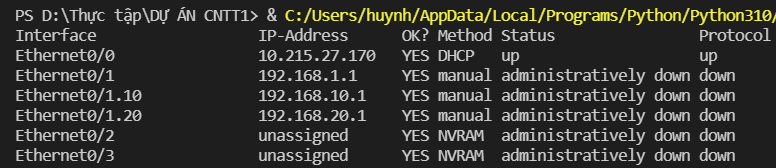 PS D:\Thực tập\DỰ ÁN CNTT1> & C:/Users/huynh/AppData/Local/Programs/Python/Python310/
Interface IP-Address OK? Method Status Protocol
Ethernet0/0 10.215.27.170 YES DHCP up up
Ethernet0/1 192.168.1.1 YES manual administratively down down
Ethernet0/1.10 192.168.10.1 YES manual administratively down down
Ethernet0/1.20 192.168.20.1 YES manual administratively down down
Ethernet0/2 unassigned YES NVRAM administratively down down
Ethernet0/3 unassigned YES NVRAM administratively down down